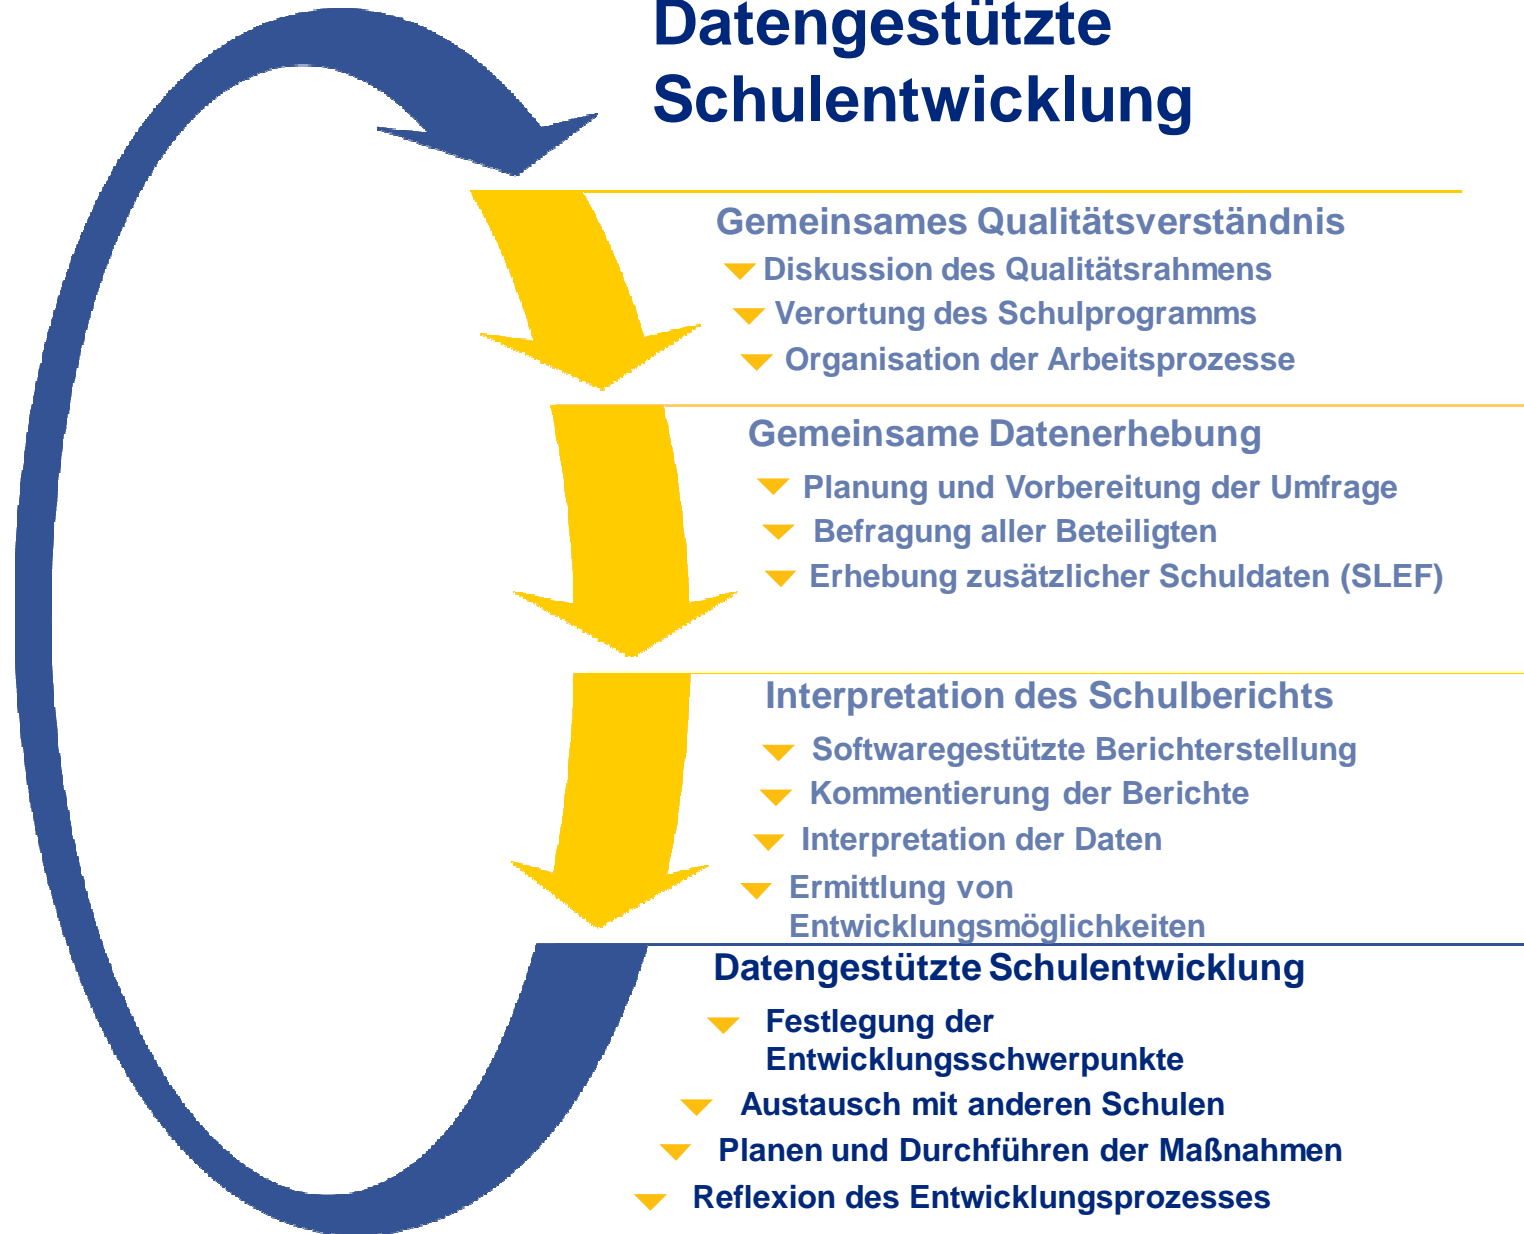 Datengestützte
Schulentwicklung
Gemeinsames Qualitätsverständnis
Diskussion des Qualitätsrahmens
Verortung des Schulprogramms
Organisation der Arbeitsprozesse
Gemeinsame Datenerhebung
Planung und Vorbereitung der Umfrage
Befragung aller Beteiligten
Erhebung zusätzlicher Schuldaten (SLEF)
Interpretation des Schulberichts
Softwaregestützte Berichterstellung
Kommentierung der Berichte
Interpretation der Daten
Ermittlung von
Entwicklungsmöglichkeiten
Datengestützte Schulentwicklung
Festlegung der
Entwicklungsschwerpunkte
Austausch mit anderen Schulen
Planen und Durchführen der Maßnahmen
Reflexion des Entwicklungsprozesses